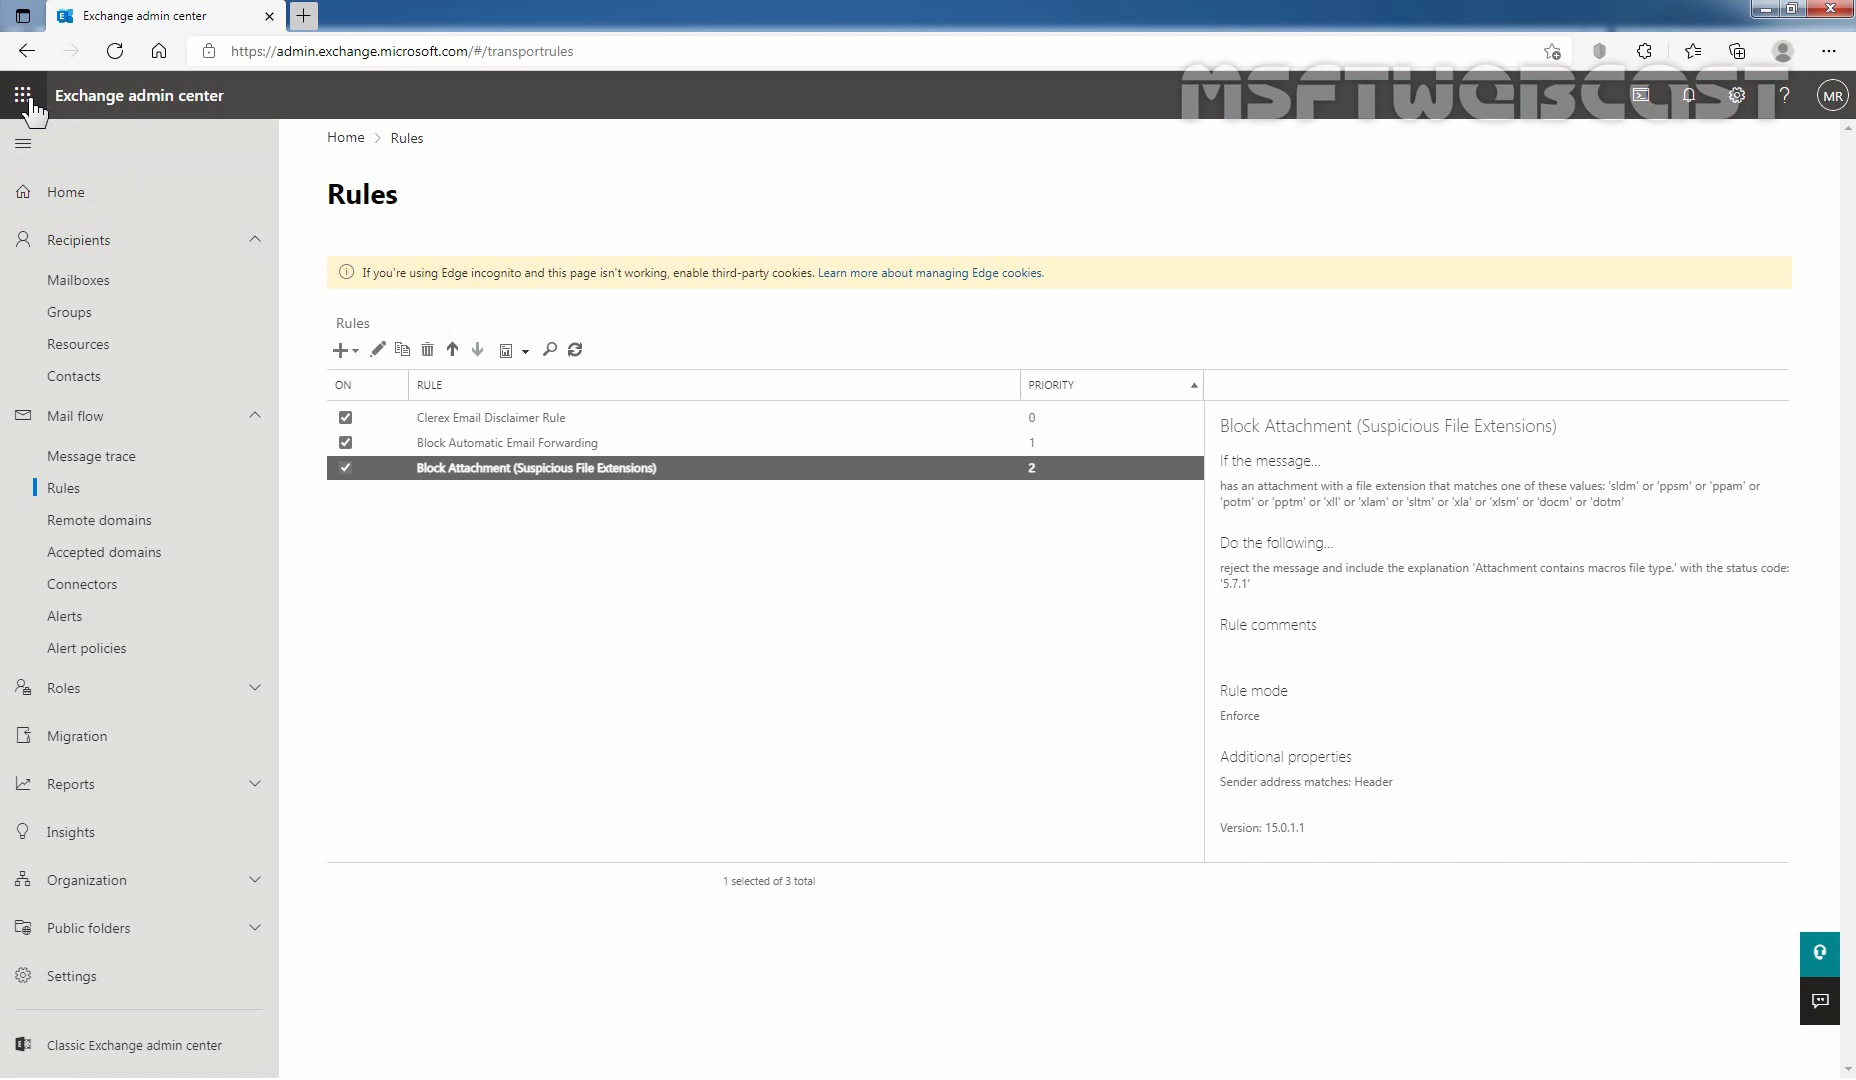 Exchange admin center
https://admin.exchange.microsoft.com/#/transportrules
Exchange admin center
MSFTWEBCAST
MR
Home > Rules
Home
Recipients
Mailboxes
Groups
Resources
Contacts
Mail flow
Message trace
Rules
Remote domains
Accepted domains
Connectors
Alerts
Alert policies
Roles
Migration
Reports
Insights
Organization
Public folders
Settings
Classic Exchange admin center
Rules
If you're using Edge incognito and this page isn't working, enable third-party cookies. Learn more about managing Edge cookies.
Rules
ON RULE PRIORITY
Clerex Email Disclaimer Rule 0
Block Automatic Email Forwarding 1
Block Attachment (Suspicious File Extensions) 2
1 selected of 3 total
Block Attachment (Suspicious File Extensions)
If the message...
has an attachment with a file extension that matches one of these values: 'sldm' or 'ppsm' or 'ppam' or
'potm' or 'pptm' or 'xll' or 'xlam' or 'sltm' or 'xla' or 'xlsm' or 'docm' or 'dotm'
Do the following...
reject the message and include the explanation 'Attachment contains macros file type.' with the status code:
'5.7.1'
Rule comments
Rule mode
Enforce
Additional properties
Sender address matches: Header
Version: 15.0.1.1